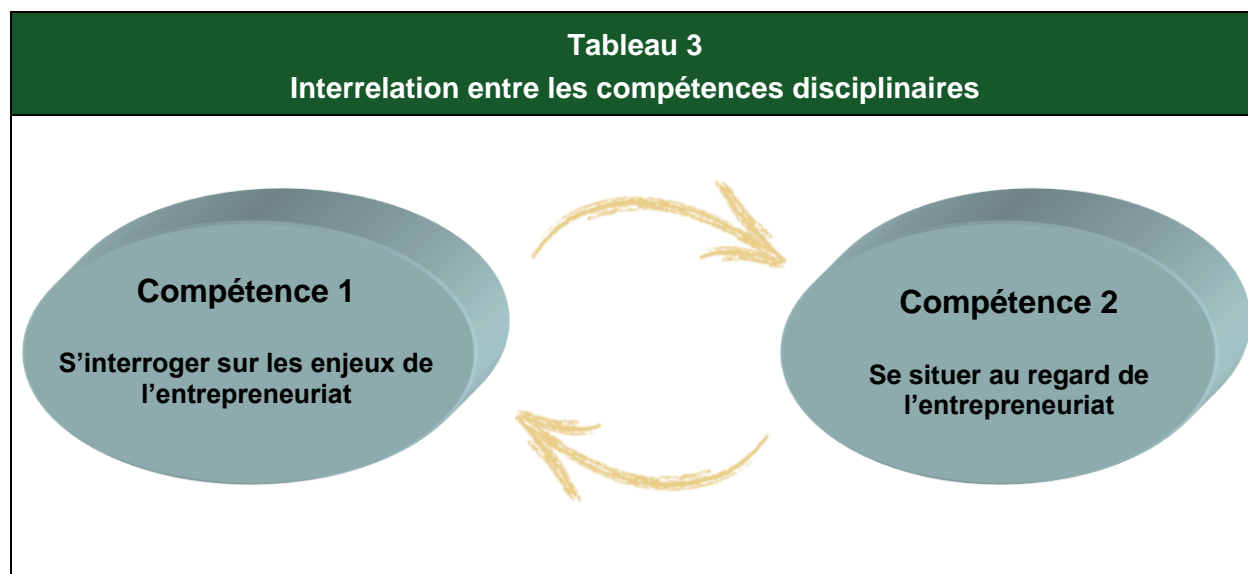 Tableau 3
Interrelation entre les compétences disciplinaires
Compétence 1
S’interroger sur les enjeux de
l’entrepreneuriat
Compétence 2
Se situer au regard de
l’entrepreneuriat